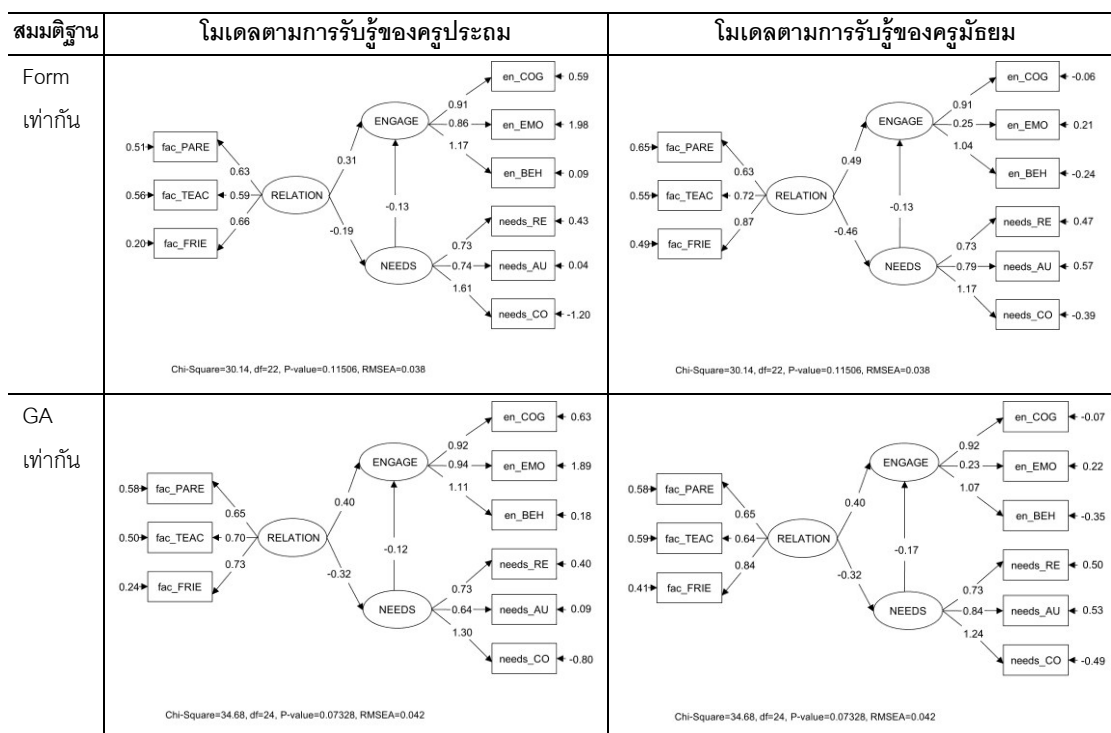 สมมติฐาน โมเดลตามการรับรู้ของครูประถม โมเดลตามการรับรู้ของครูมัธยม
Form
เท่ากัน
en_COG 0.59
0.91
ENGAGE 0.86 en_EMO 1.98
0.51 fac_PARE
1.17
0.63 0.31 en_BEH 0.09
0.56 fac_TEAC 0.59 RELATION
-0.13
0.66 -0.19 needs_RE 0.43
0.20 fac_FRIE 0.73
NEEDS 0.74 needs_AU 0.04
1.61
needs_CO -1.20
Chi-Square=30.14, df=22, P-value=0.11506, RMSEA=0.038
en_COG -0.06
0.91
ENGAGE 0.25 en_EMO 0.21
0.65 fac_PARE
1.04
0.63 0.49 en_BEH -0.24
0.55 fac_TEAC 0.72 RELATION
-0.13
0.87 -0.46 needs_RE 0.47
0.49 fac_FRIE 0.73
NEEDS 0.79 needs_AU 0.57
1.17
needs_CO -0.39
Chi-Square=30.14, df=22, P-value=0.11506, RMSEA=0.038
GA
เท่ากัน
en_COG 0.63
0.92
ENGAGE 0.94 en_EMO 1.89
0.58 fac_PARE
1.11
0.65 0.40 en_BEH 0.18
0.50 fac_TEAC 0.70 RELATION
-0.12
0.73 -0.32 needs_RE 0.40
0.24 fac_FRIE 0.73
NEEDS 0.64 needs_AU 0.09
1.30
needs_CO -0.80
Chi-Square=34.68, df=24, P-value=0.07328, RMSEA=0.042
en_COG -0.07
0.92
ENGAGE 0.23 en_EMO 0.22
0.58 fac_PARE
1.07
0.65 0.40 en_BEH -0.35
0.59 fac_TEAC 0.64 RELATION
-0.17
0.84 -0.32 needs_RE 0.50
0.41 fac_FRIE 0.73
NEEDS 0.84 needs_AU 0.53
1.24
needs_CO -0.49
Chi-Square=34.68, df=24, P-value=0.07328, RMSEA=0.042